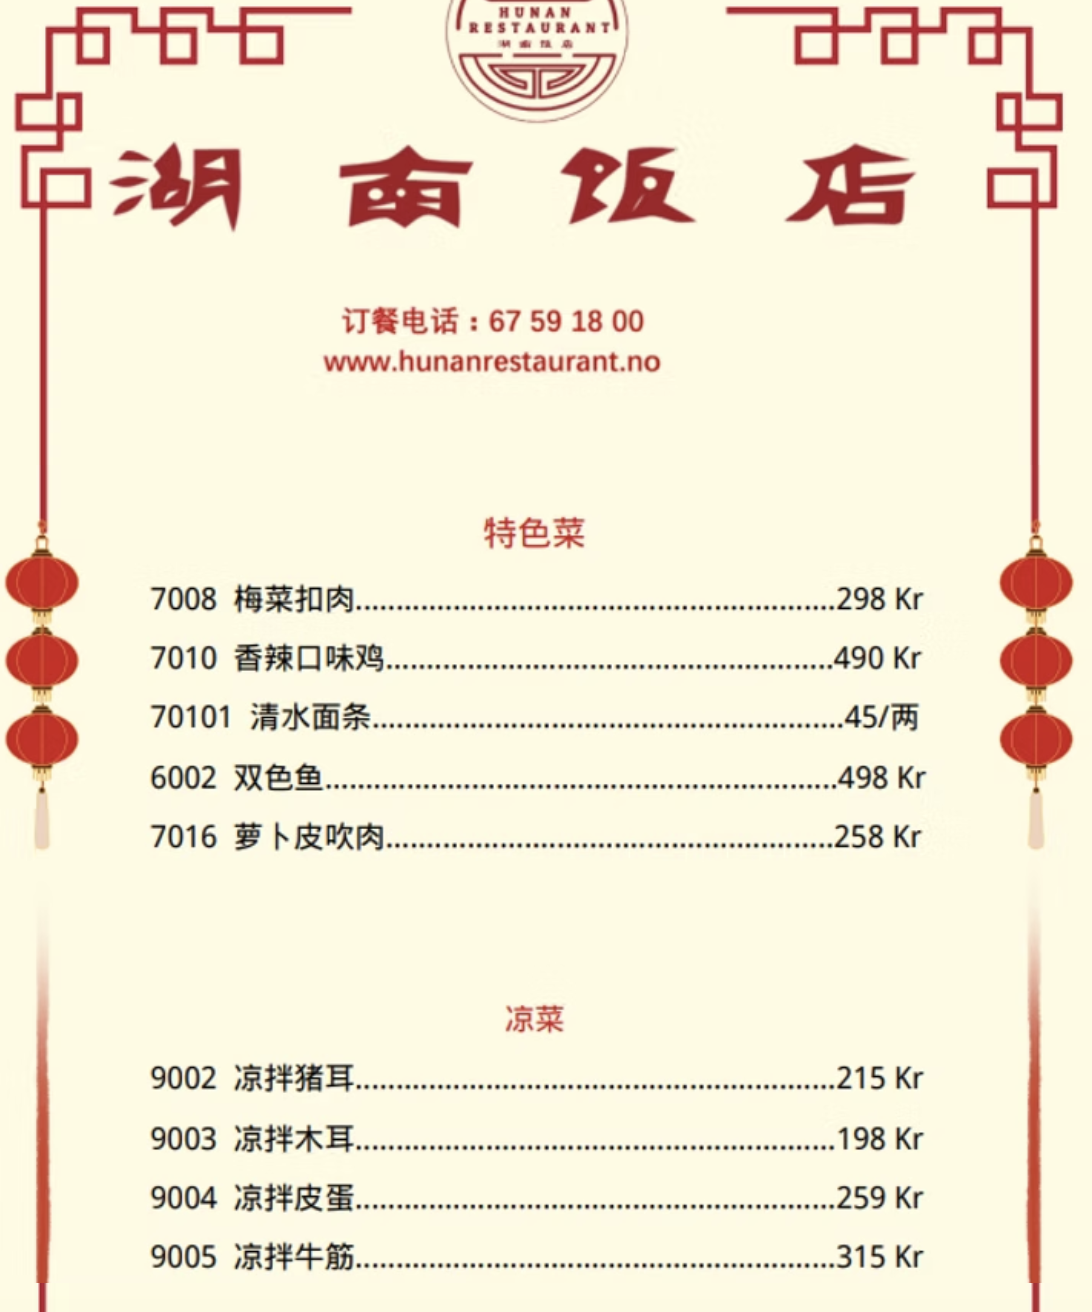 HUNAN
RESTAURANT
湖南饭店
湖南饭店
订餐电话：67 59 18 00
www.hunanrestaurant.no
特色菜
7008 梅菜扣肉................................................................298 Kr
7010 香辣口味鸡............................................................490 Kr
70101 清水面条...............................................................45/两
6002 双色鱼....................................................................498 Kr
7016 萝卜皮吹肉............................................................258 Kr
凉菜
9002 凉拌猪耳................................................................215 Kr
9003 凉拌木耳................................................................198 Kr
9004 凉拌皮蛋................................................................259 Kr
9005 凉拌牛筋................................................................315 Kr